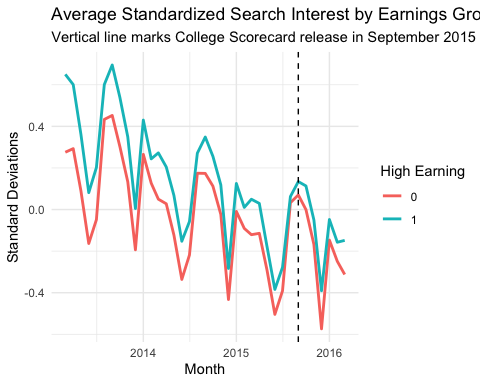 Average Standardized Search Interest by Earnings Gro
Vertical line marks College Scorecard release in September 2015
Standard Deviations
0.4
0.0
-0.4
2014
2015
2016
Month
High Earning
0
1